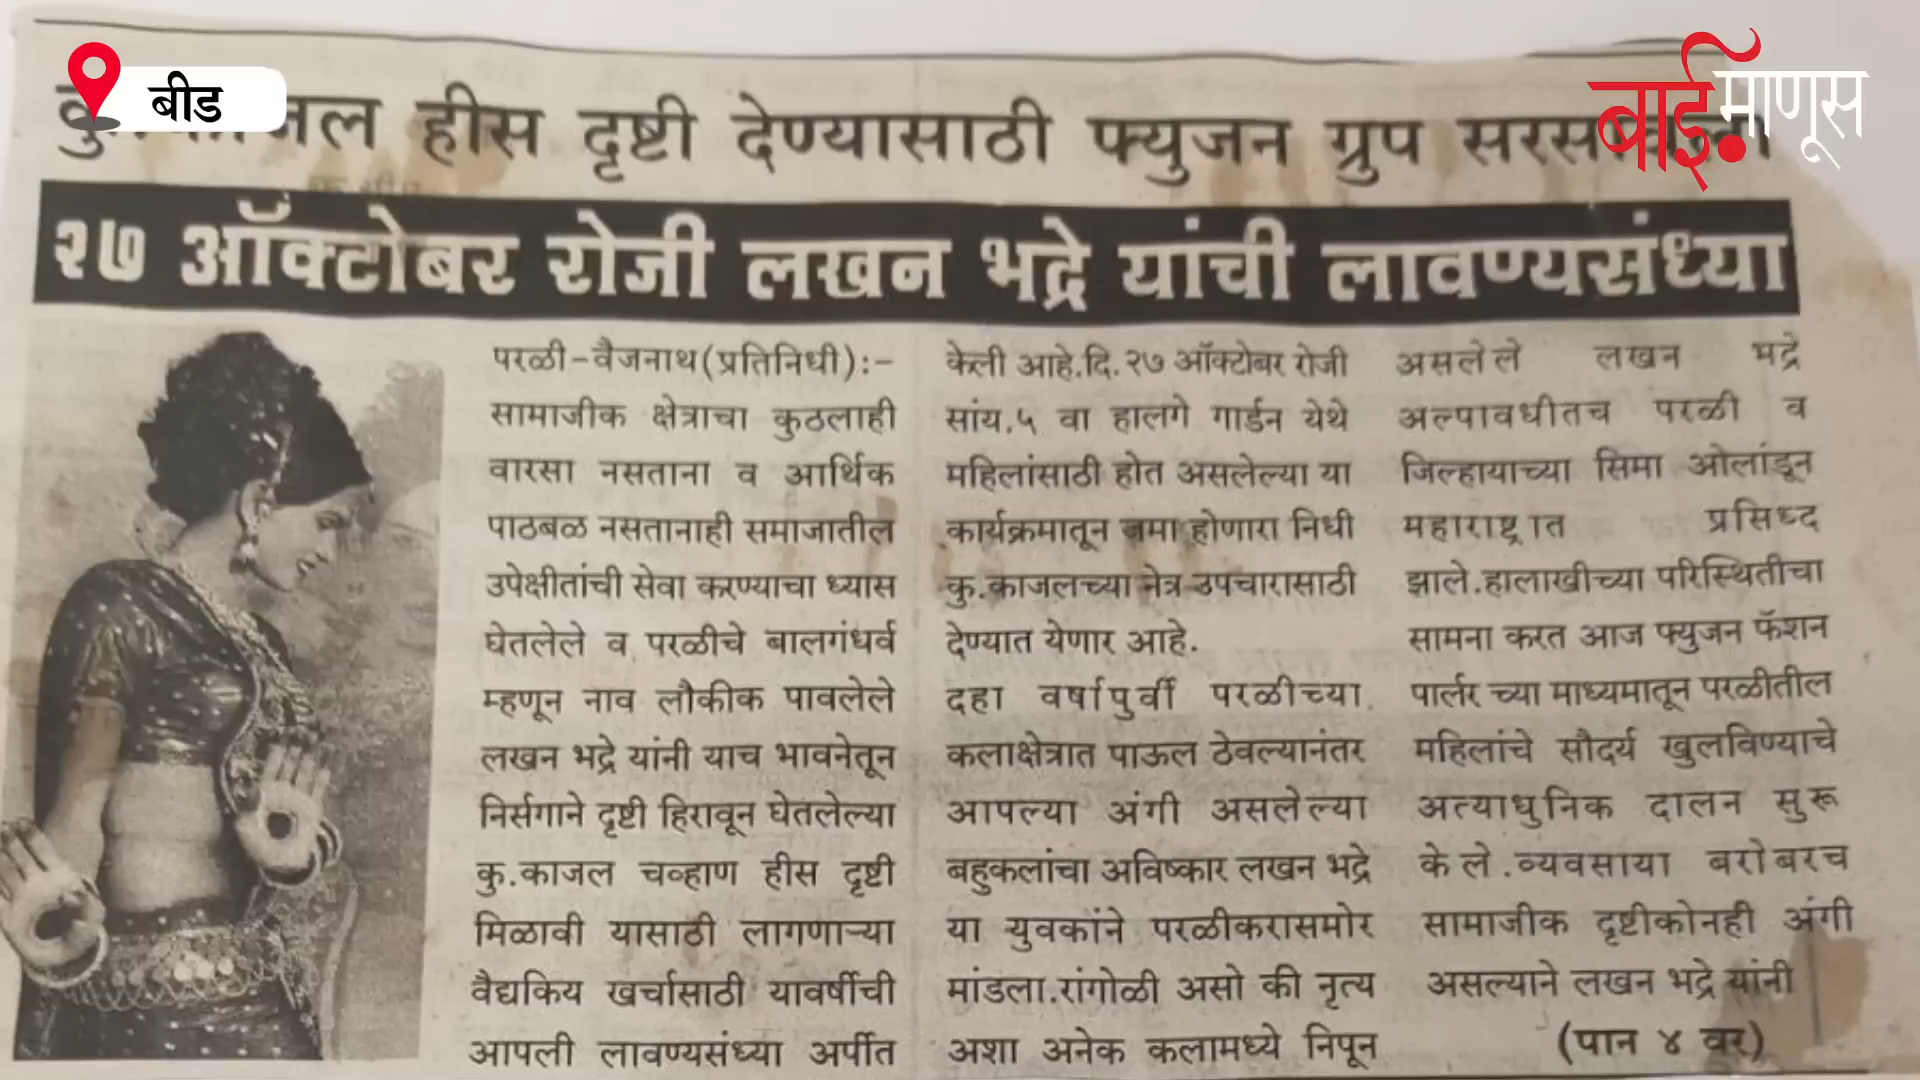 बीड
बाईमाणूस
हीस दृष्टी देण्यासाठी फ्युजन ग्रुप
२७ ऑक्टोबर रोजी लखन भद्रे यांची लावण्यसंध्या
परळी-वैजनाथ(प्रतिनिधी):-
सामाजीक क्षेत्राचा कुठलाही
वारसा नसताना व आर्थिक
पाठबळ नसतानाही समाजातील
उपेक्षीतांची सेवा करण्याचा ध्यास
घेतलेले व परळीचे बालगंधर्व
म्हणून नाव लौकीक पावलेले
लखन भद्रे यांनी याच भावनेतून
निर्सगाने दृष्टी हिरावून घेतलेल्या
कु.काजल चव्हाण हीस दृष्टी
मिळावी यासाठी लागणाऱ्या
वैद्यकिय खर्चासाठी यावर्षीची
आपली लावण्यसंध्या अर्पीत
केली आहे.दि.२७ ऑक्टोबर रोजी
सांय.५ वा हालगे गार्डन येथे
महिलांसाठी होत असलेल्या या
कार्यक्रमातून जमा होणारा निधी
कु.काजलच्या नेत्र उपचारासाठी
देण्यात येणार आहे.
दहा वर्षापुर्वी परळीच्या
कलाक्षेत्रात पाऊल ठेवल्यानंतर
आपल्या अंगी असलेल्या
बहुकलांचा अविष्कार लखन भद्रे
या युवकांने परळीकरासमोर
मांडला.रांगोळी असो की नृत्य
अशा अनेक कलामध्ये निपून
असलेले लखन भद्रे
अल्पावधीतच परळी व
जिल्हायाच्या सिमा ओलांडून
महाराष्ट्रात प्रसिध्द
झाले.हालाखीच्या परिस्थितीचा
सामना करत आज फ्युजन फॅशन
पार्लर च्या माध्यमातून परळीतील
महिलांचे सौदर्य खुलविण्याचे
अत्याधुनिक दालन सुरू
केले.व्यवसाया बरोबरच
सामाजीक दृष्टीकोनही अंगी
असल्याने लखन भद्रे यांनी
(पान ४ वर)